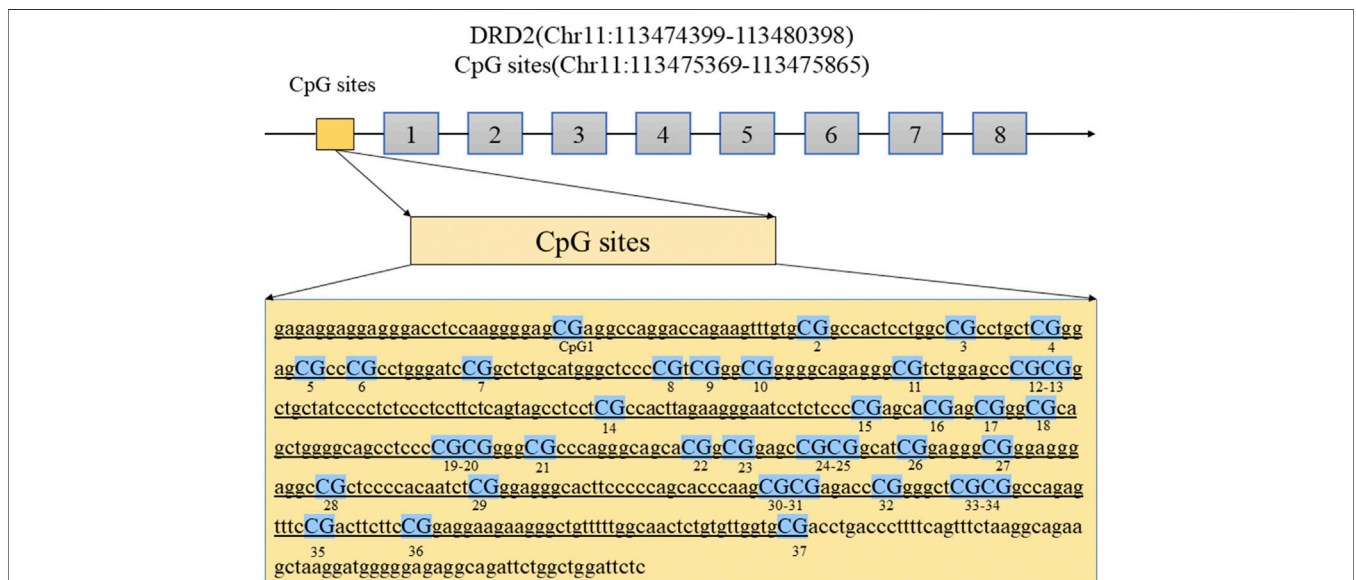 DRD2(Chr11:113474399-113480398)
CpG sites(Chr11:113475369-113475865)
CpG sites
1 2 3 4 5 6 7 8
CpG sites
gagaggaggagggacctccaaggggagCGaggccaggaccagaagtttgtgCGgccactcctggcCGcctgctCGgg
CpG1 2 3 4
agCGccCGcctgggatcCGgctctgcatgggctcccCGtCGggCGgggggcagagggCGtctggagccCGCGg
5 6 7 8 9 10 11 12-13
ctgctatcccctctccctccttctcagtagcctcctCGccacttagaagggaatcctctcccCGagcaCGagCGggCGca
14 15 16 17 18
gctggggcagcctcccCGCGgggCGcccagggcagcaCGgCGgagcCGCGgcatCGgagggCGggaggg
19-20 21 22 23 24-25 26 27
aggcCGctccccacaatctCGggagggcacttcccccagcacccaagCGCGagaccCGgggctCGCGgccagag
28 29 30-31 32 33-34
tttcCGacttcttcCGgaggaagaagggctgtttttggcaactctgtgttggtgCGacctgacccttttcagtttctaaggcagaa
35 36 37
gctaaggatgggggagaggcagattctggctggattctc